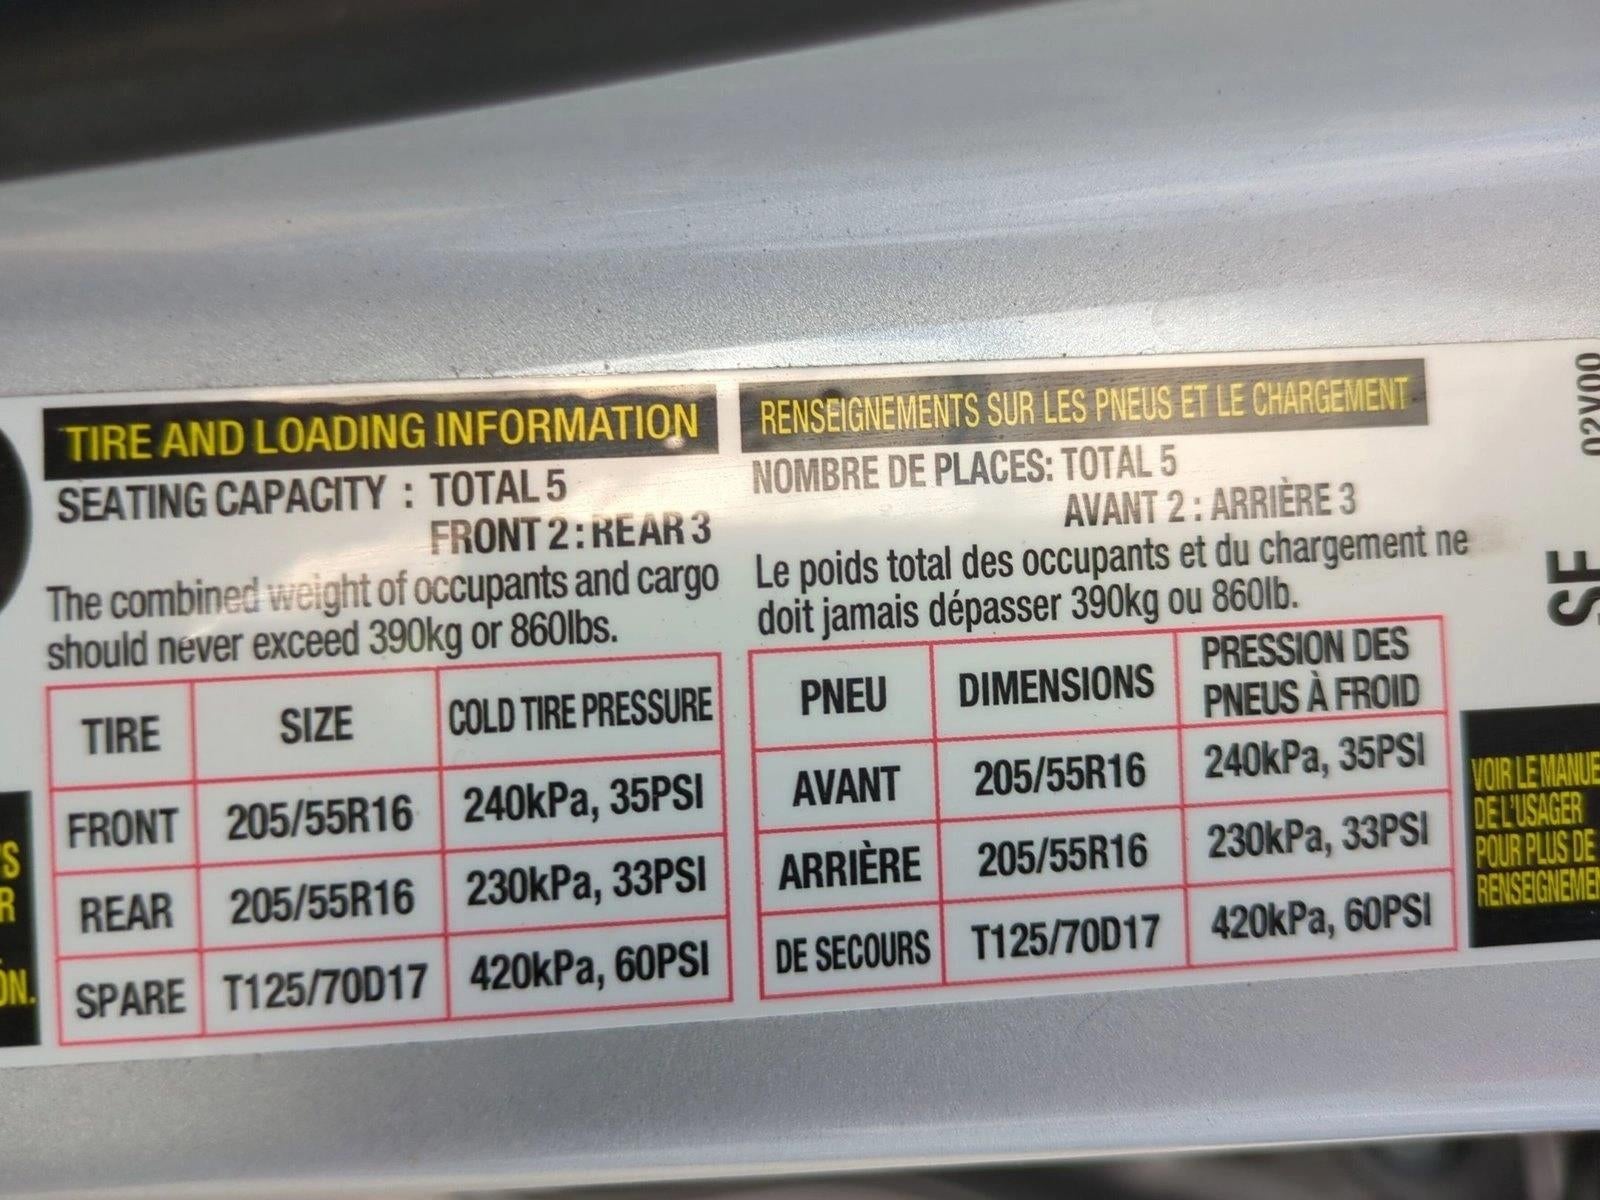 TIRE AND LOADING INFORMATION
SEATING CAPACITY : TOTAL 5
FRONT 2 : REAR 3
The combined weight of occupants and cargo
should never exceed 390kg or 860lbs.
TIRE SIZE COLD TIRE PRESSURE
FRONT 205/55R16 240kPa, 35PSI
REAR 205/55R16 230kPa, 33PSI
SPARE T125/70D17 420kPa, 60PSI
RENSEIGNEMENTS SUR LES PNEUS ET LE CHARGEMENT
NOMBRE DE PLACES: TOTAL 5
AVANT 2 : ARRIÈRE 3
Le poids total des occupants et du chargement ne
doit jamais dépasser 390kg ou 860lb.
PNEU DIMENSIONS PRESSION DES
PNEUS À FROID
AVANT 205/55R16 240kPa, 35PSI
ARRIÈRE 205/55R16 230kPa, 33PSI
DE SECOURS T125/70D17 420kPa, 60PSI
02Y00
VOIR LE MANUE
DE L'USAGER
POUR PLUS DE
RENSEIGNEMEN